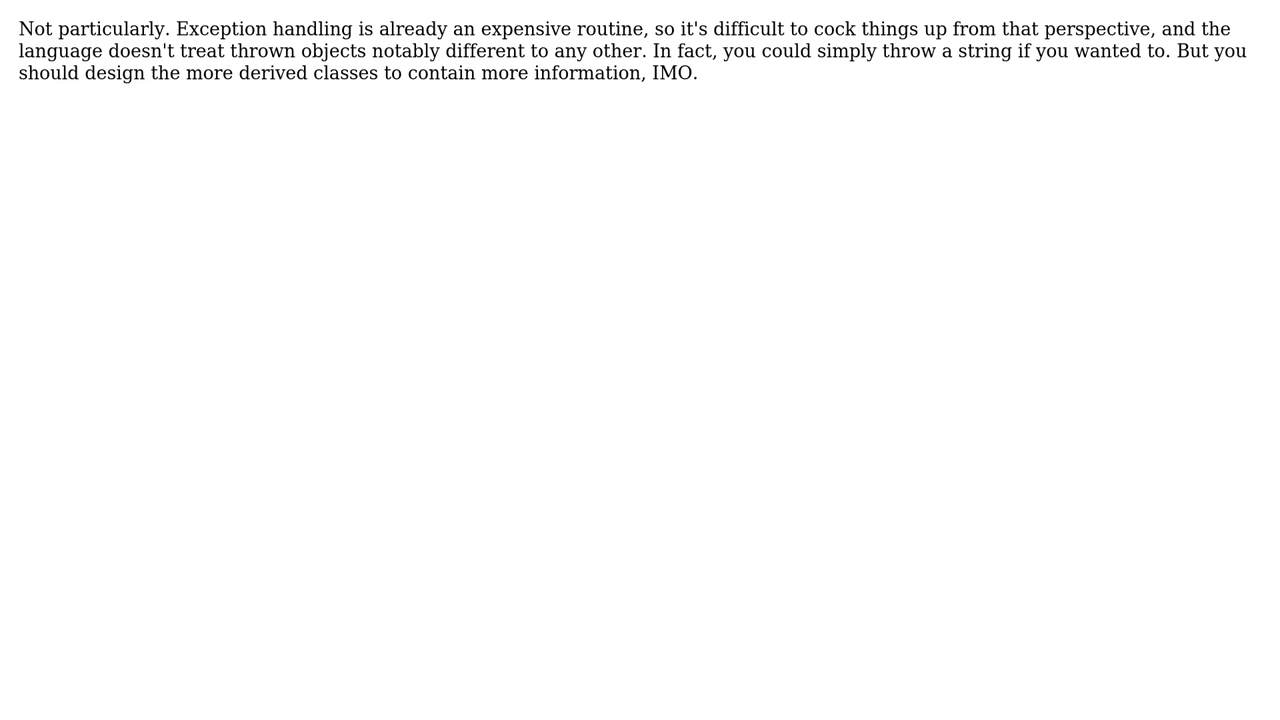 Not particularly. Exception handling is already an expensive routine, so it's difficult to cock things up from that perspective, and the
language doesn't treat thrown objects notably different to any other. In fact, you could simply throw a string if you wanted to. But you
should design the more derived classes to contain more information, IMO.